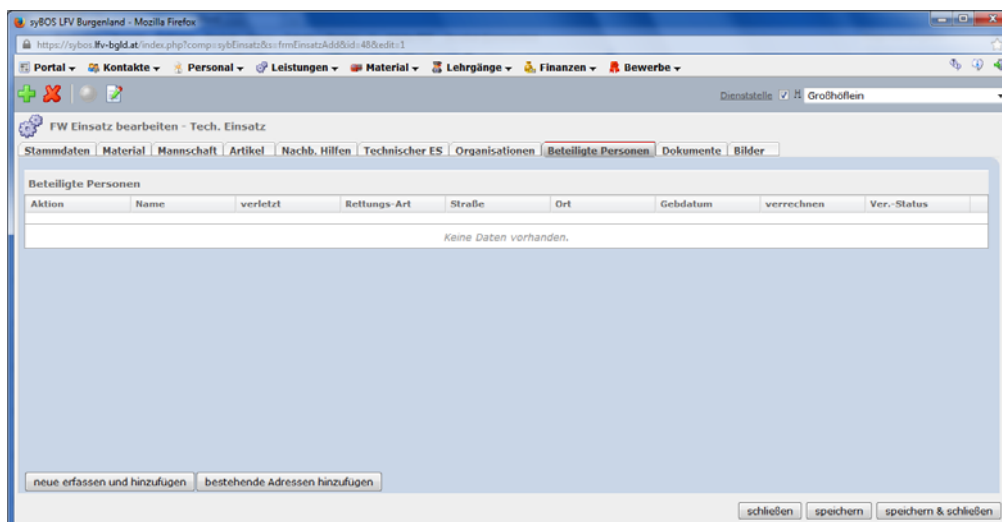 syBOS LFV Burgenland - Mozilla Firefox
https://sybos.lfv-bgld.at/index.php?comp=sybEinsatz&s=frmEinsatzAdd&id=48&edit=1
Portal Kontakte Personal Leistungen Material Lehrgänge Finanzen Bewerbe
Dienststelle Großhöflein
FW Einsatz bearbeiten - Tech. Einsatz
Stammdaten Material Mannschaft Artikel Nachb. Hilfen Technischer ES Organisationen Beteiligte Personen Dokumente Bilder
Beteiligte Personen
Aktion Name verletzt Rettungs-Art Straße Ort Gebdatum verrechnen Ver.-Status
Keine Daten vorhanden.
neue erfassen und hinzufügen bestehende Adressen hinzufügen
schließen speichern speichern & schließen